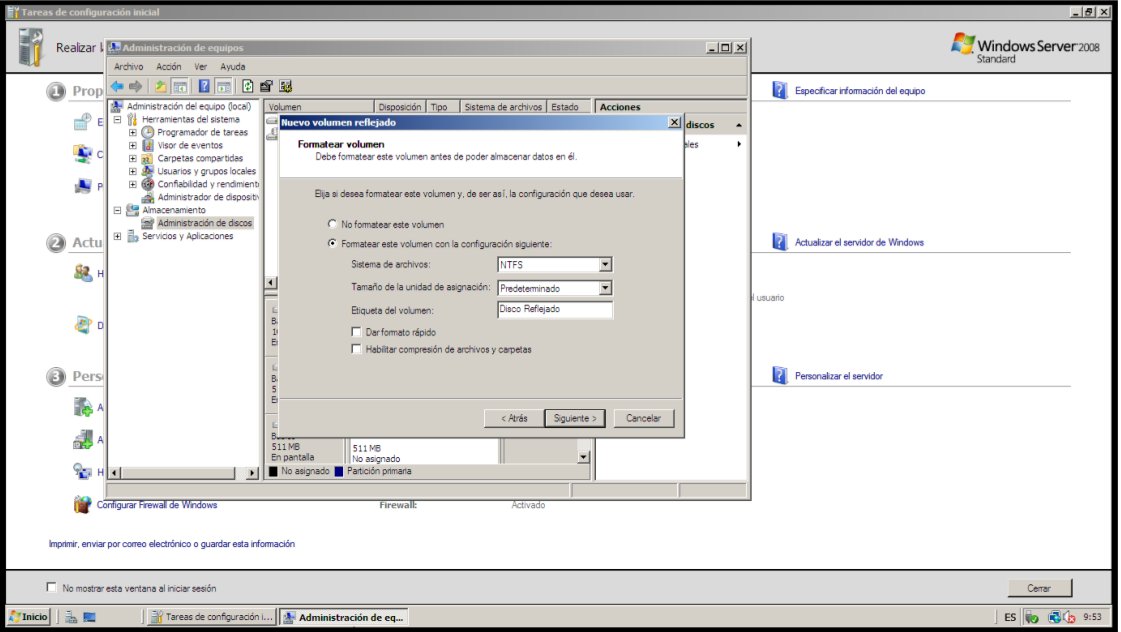 Tareas de configuración inicial
Realizar l
Windows Server 2008
Standard
Administración de equipos
Archivo Acción Ver Ayuda
1 Prop
Especificar información del equipo
Administración del equipo (local)
Herramientas del sistema
Programador de tareas
Visor de eventos
Carpetas compartidas
Usuarios y grupos locales
Confiabilidad y rendimient
Administrador de dispositiv
Almacenamiento
Administración de discos
Servicios y Aplicaciones
Volumen Disposición Tipo Sistema de archivos Estado
Acciones
discos
ales
Nuevo volumen reflejado
Formatear volumen
Debe formatear este volumen antes de poder almacenar datos en él.
Elija si desea formatear este volumen y, de ser así, la configuración que desea usar.
No formatear este volumen
Formatear este volumen con la configuración siguiente:
Sistema de archivos: NTFS
Tamaño de la unidad de asignación: Predeterminado
Etiqueta del volumen: Disco Reflejado
Dar formato rápido
Habilitar compresión de archivos y carpetas
< Atrás Siguiente > Cancelar
E
C
P
2 Actu
Actualizar el servidor de Windows
H
l usuario
D
3 Pers
Personalizar el servidor
A
A
H
511 MB
En pantalla
511 MB
No asignado
No asignado Partición primaria
Configurar Firewall de Windows
Firewall: Activado
Imprimir, enviar por correo electrónico o guardar esta información
No mostrar esta ventana al iniciar sesión
Cerrar
Inicio
Tareas de configuración i...
Administración de eq...
ES
9:53